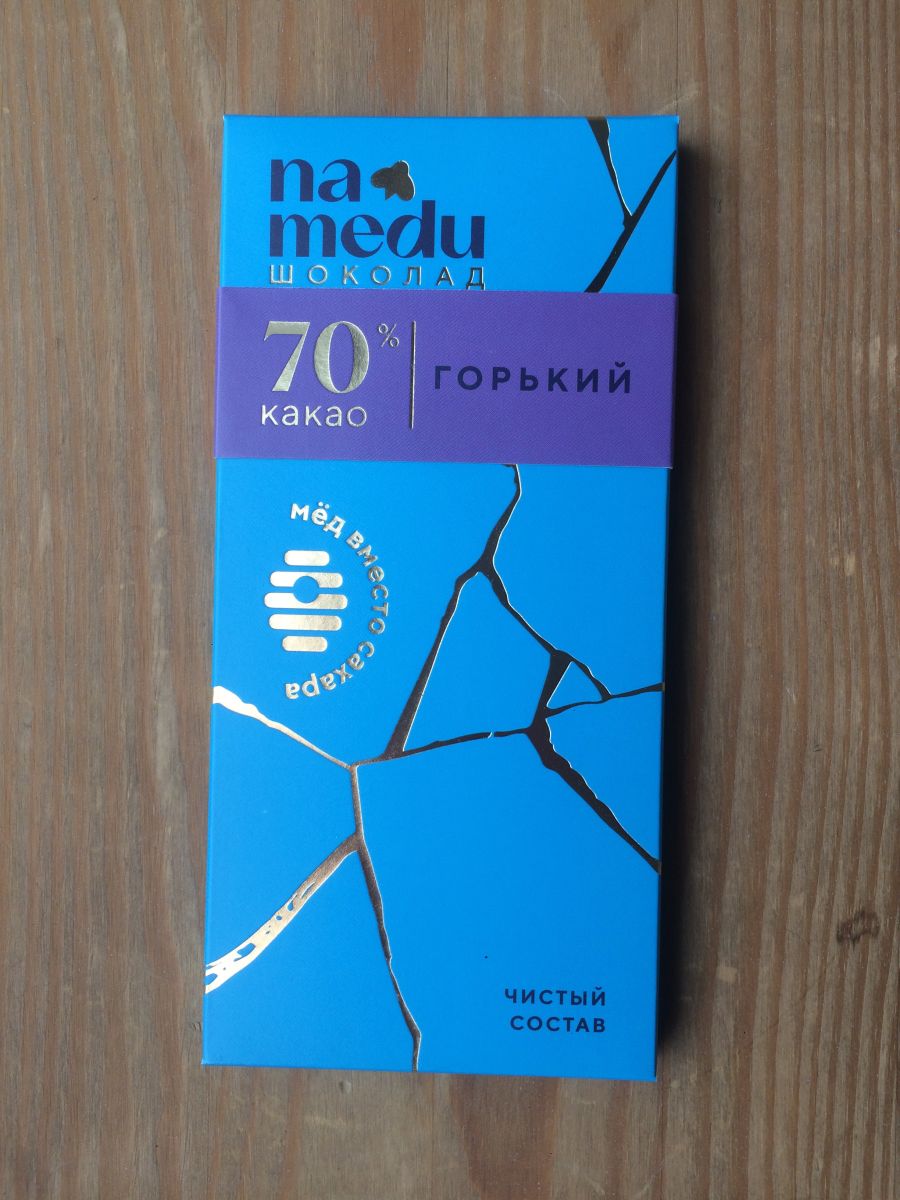 na
medu
ШОКОЛАД
70%
какао
ГОРЬКИЙ
мёд вместо сахара
ЧИСТЫЙ
СОСТАВ